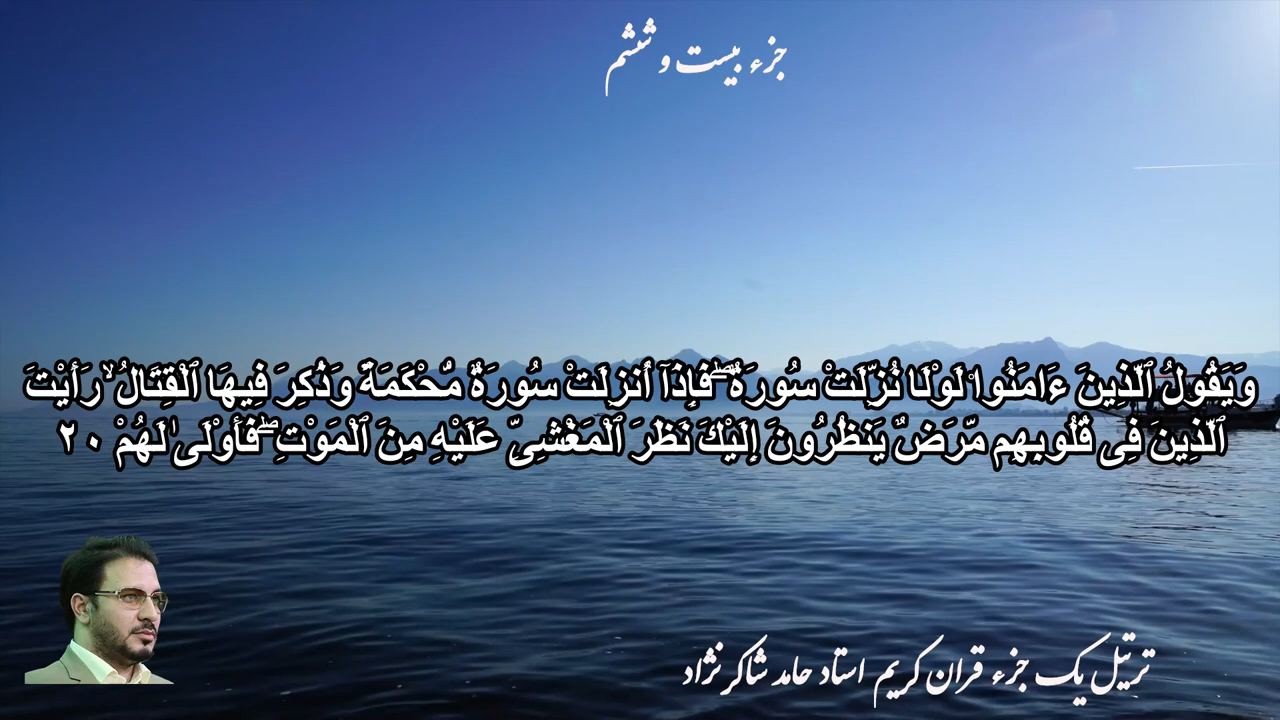 جزء بیست و ششم
وَيَقُولُ ٱلَّذِينَ ءَامَنُواْ لَوْلَا نُزِّلَتْ سُورَةٌۖ فَإِذَآ أُنزِلَتْ سُورَةٌ مُّحْكَمَةٌ وَذُكِرَ فِيهَا ٱلْقِتَالُۙ رَأَيْتَ
ٱلَّذِينَ فِى قُلُوبِهِم مَّرَضٌ يَنظُرُونَ إِلَيْكَ نَظَرَ ٱلْمَغْشِىِّ عَلَيْهِ مِنَ ٱلْمَوْتِۖ فَأَوْلَىٰ لَهُمْ ٢٠
ترتیل یک جزء قران کریم استاد حامد شاکرنژاد